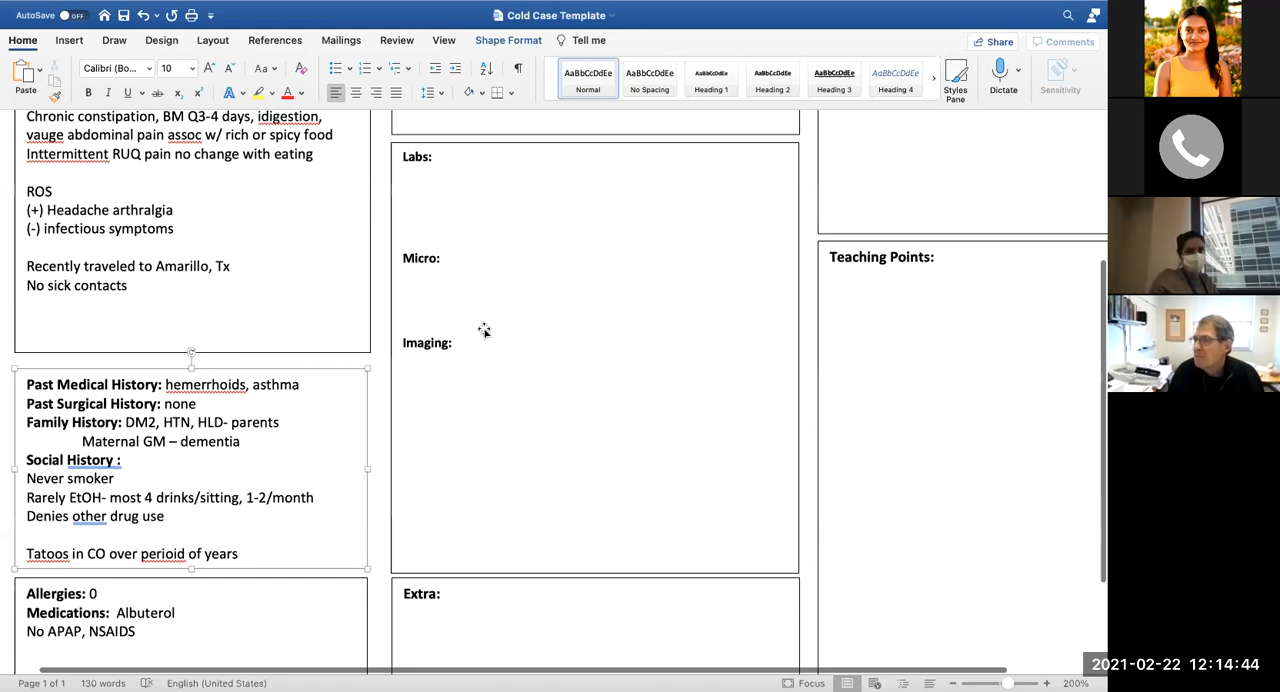 AutoSave OFF
Cold Case Template
Home Insert Draw Design Layout References Mailings Review View Shape Format Tell me
Share Comments
Paste
Calibri (Bo... 10
AaBbCcDdEe AaBbCcDdEe AaBbCcDdEe AaBbCcDdEe AaBbCcDdEe AaBbCcDdEe
Normal No Spacing Heading 1 Heading 2 Heading 3 Heading 4
Styles Pane
Dictate
Sensitivity
Chronic constipation, BM Q3-4 days, idigestion,
vauge abdominal pain assoc w/ rich or spicy food
Inttermittent RUQ pain no change with eating
ROS
(+) Headache arthralgia
(-) infectious symptoms
Recently traveled to Amarillo, Tx
No sick contacts
Past Medical History: hemerrhoids, asthma
Past Surgical History: none
Family History: DM2, HTN, HLD- parents
Maternal GM – dementia
Social History :
Never smoker
Rarely EtOH- most 4 drinks/sitting, 1-2/month
Denies other drug use
Tatoos in CO over perioid of years
Allergies: 0
Medications: Albuterol
No APAP, NSAIDS
Labs:
Micro:
Imaging:
Extra:
Teaching Points:
Page 1 of 1 130 words English (United States)
Focus
200%
2021-02-22 12:14:44